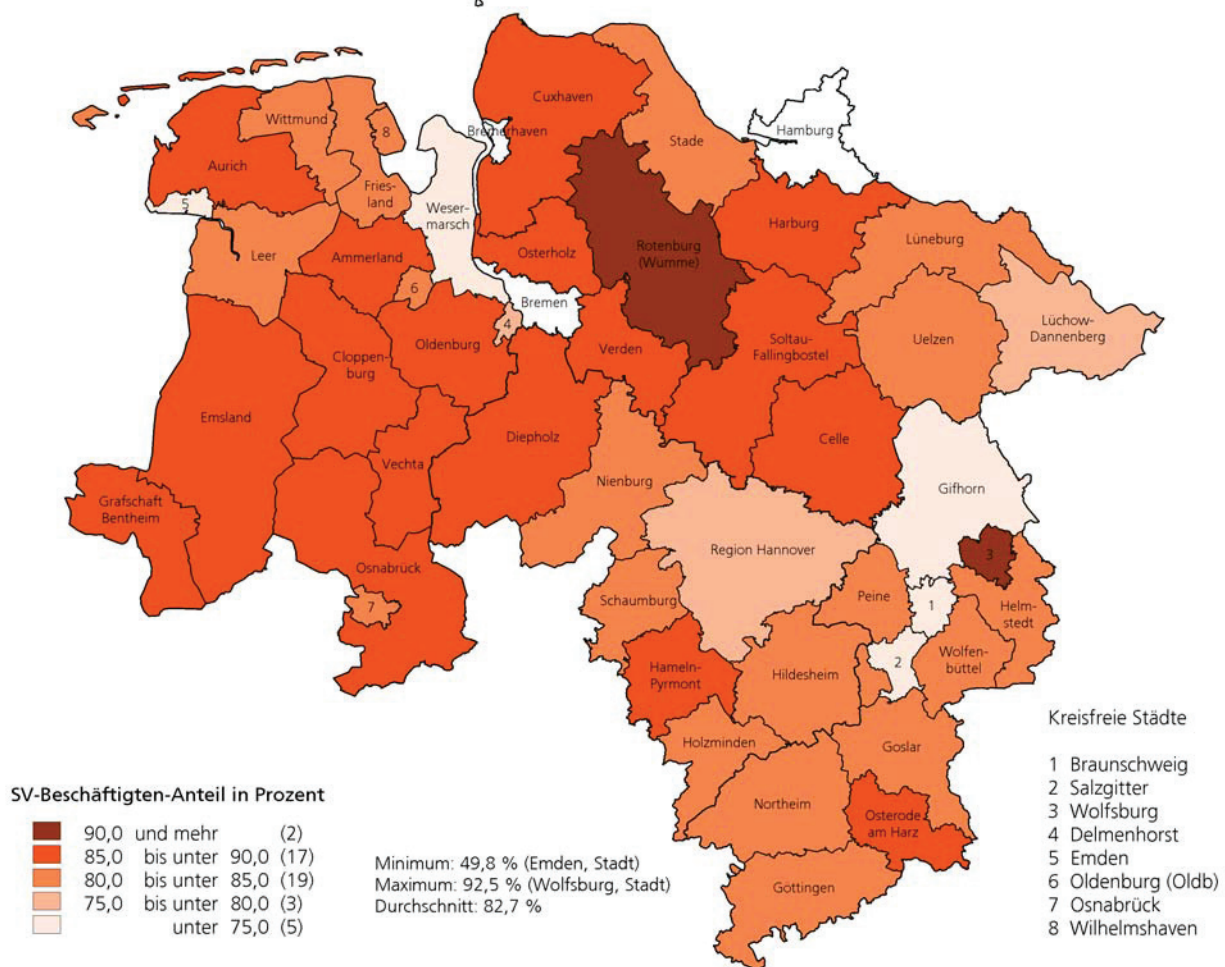 Cuxhaven
Wittmund
8
Bremerhaven
Stade
Hamburg
Aurich
Fries-
land
5
Weser-
marsch
Harburg
Leer
Ammerland
Osterholz
Rotenburg
(Wümme)
Lüneburg
6
Bremen
4
Lüchow-
Dannenberg
Oldenburg
Verden
Soltau-
Fallingbostel
Uelzen
Cloppen-
burg
Emsland
Diepholz
Celle
Vechta
Nienburg
Gifhorn
Grafschaft
Bentheim
Region Hannover
3
Osnabrück
7
Schaumburg
Peine
1
Helm-
stedt
Hameln-
Pyrmont
Hildesheim
2
Wolfen-
büttel
Holzminden
Goslar
Northeim
Osterode
am Harz
Göttingen
Kreisfreie Städte
1 Braunschweig
2 Salzgitter
3 Wolfsburg
4 Delmenhorst
5 Emden
6 Oldenburg (Oldb)
7 Osnabrück
8 Wilhelmshaven
SV-Beschäftigten-Anteil in Prozent
90,0 und mehr (2)
85,0 bis unter 90,0 (17)
80,0 bis unter 85,0 (19)
75,0 bis unter 80,0 (3)
unter 75,0 (5)
Minimum: 49,8 % (Emden, Stadt)
Maximum: 92,5 % (Wolfsburg, Stadt)
Durchschnitt: 82,7 %